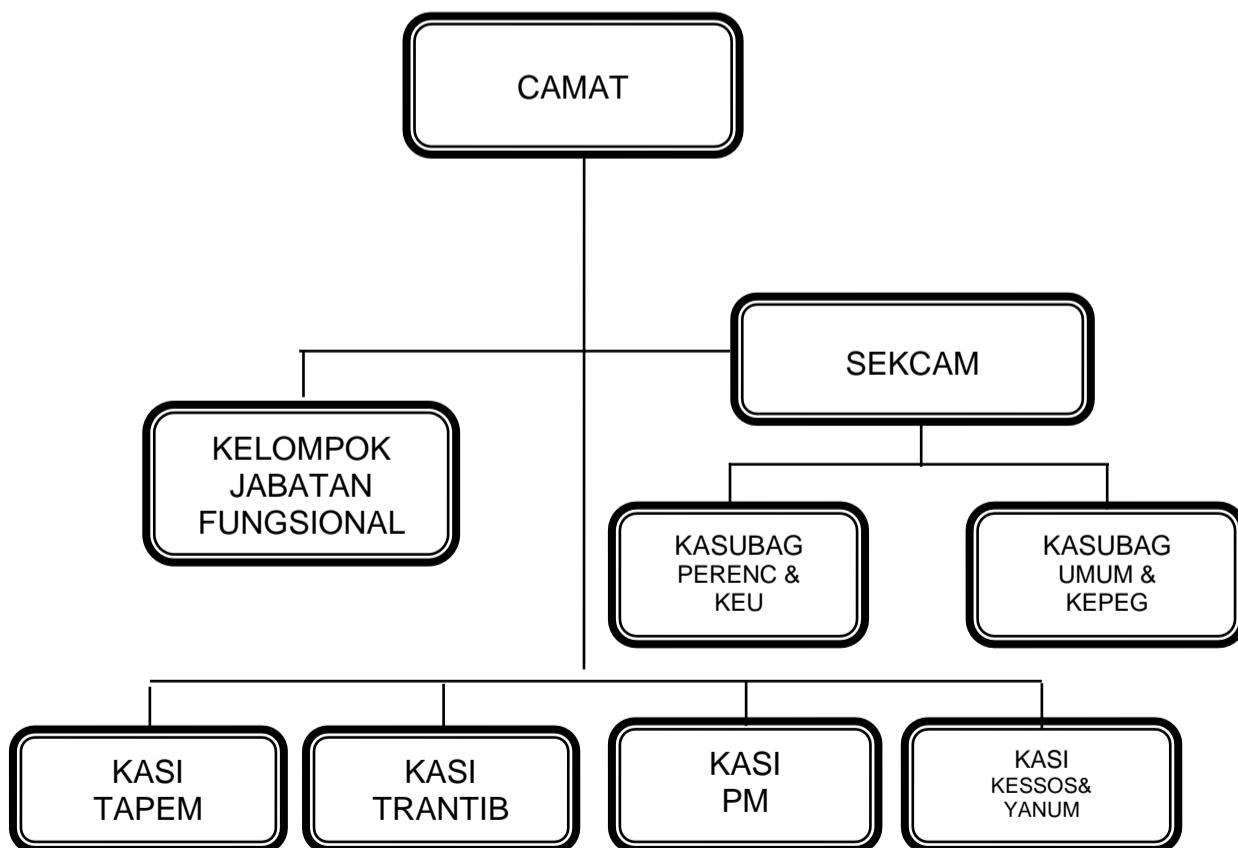 CAMAT
SEKCAM
KELOMPOK
JABATAN
FUNGSIONAL
KASUBAG
PERENC &
KEU
KASUBAG
UMUM &
KEPEG
KASI
TAPEM
KASI
TRANTIB
KASI
PM
KASI
KESSOS&
YANUM